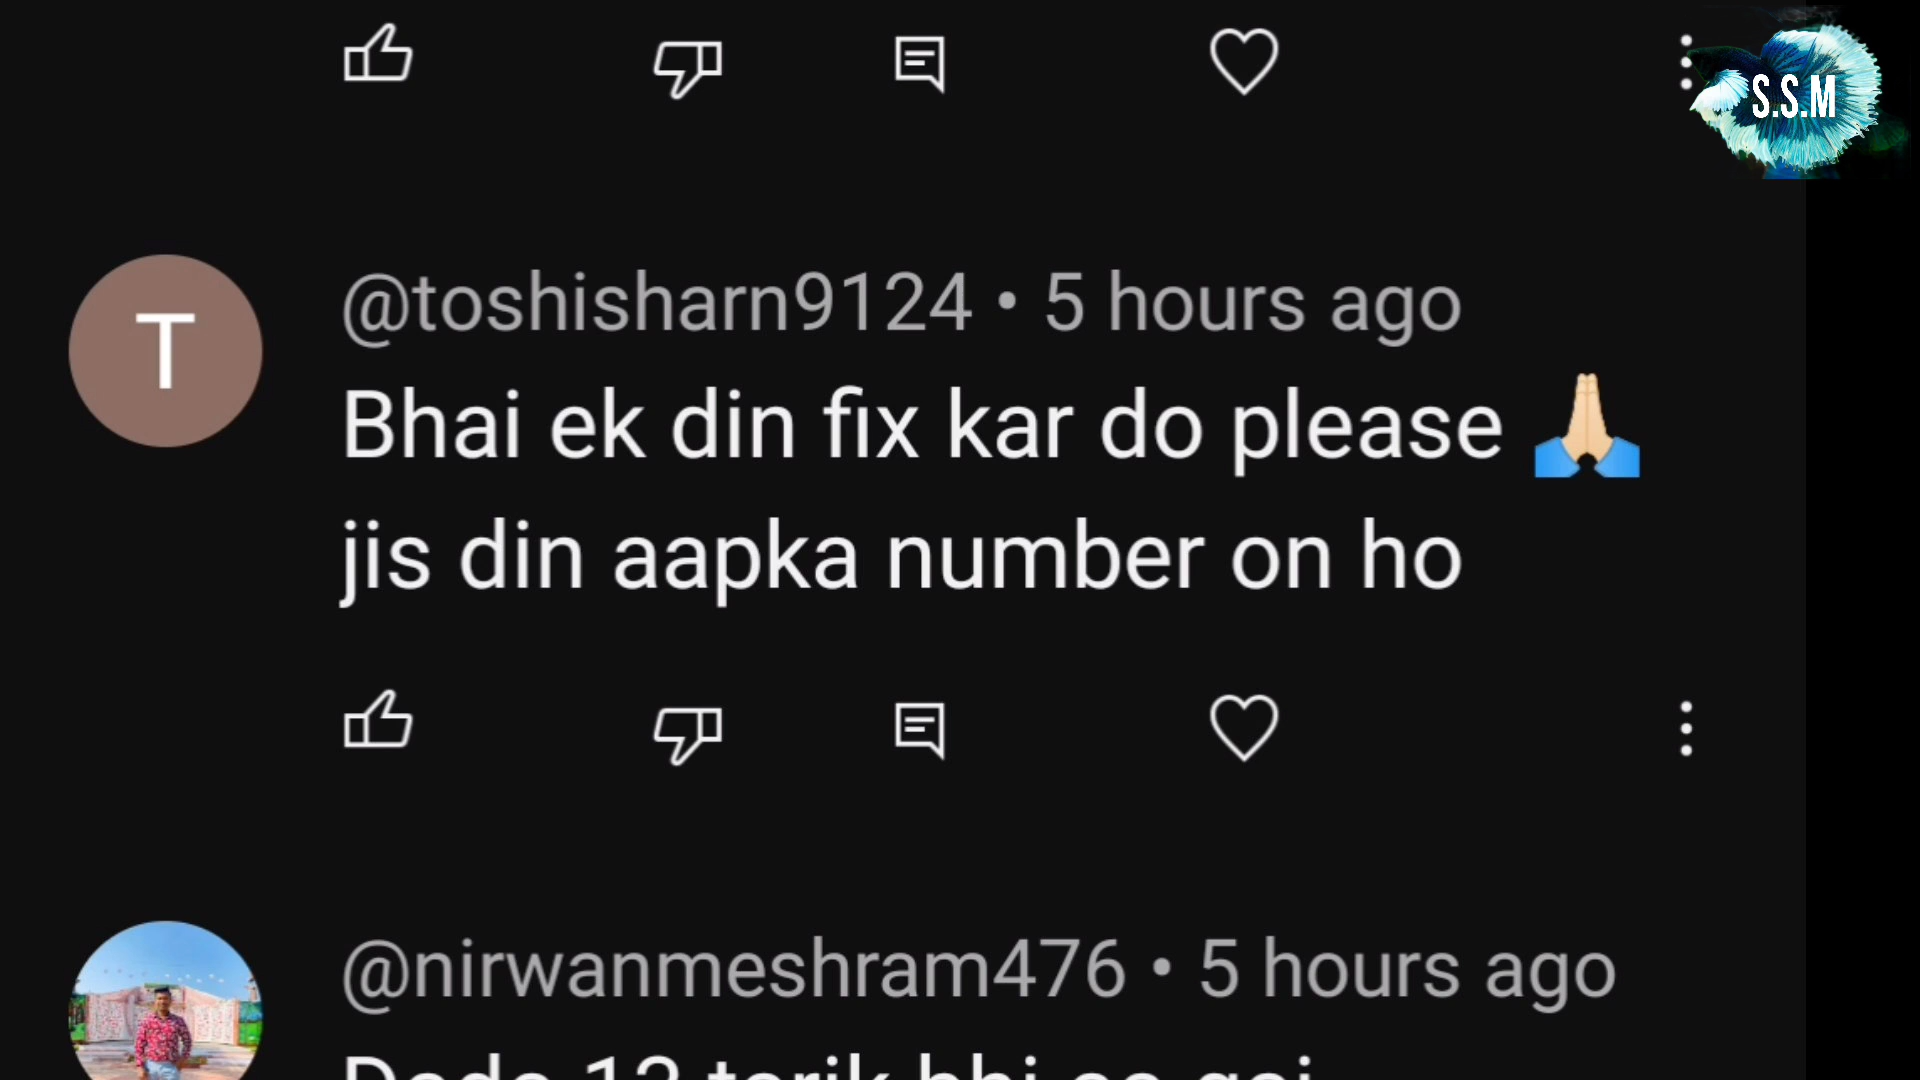 S.S.M
T
@toshisharn9124 • 5 hours ago
Bhai ek din fix kar do please 🙏🏻
jis din aapka number on ho
@nirwanmeshram476 • 5 hours ago